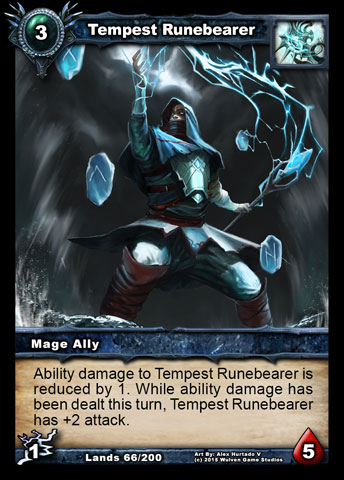 3
Tempest Runebearer
Mage Ally
Ability damage to Tempest Runebearer is
reduced by 1. While ability damage has
been dealt this turn, Tempest Runebearer
has +2 attack.
1
Lands 66/200
Art By: Alex Hurtado V
(c) 2015 Wulven Game Studios
5